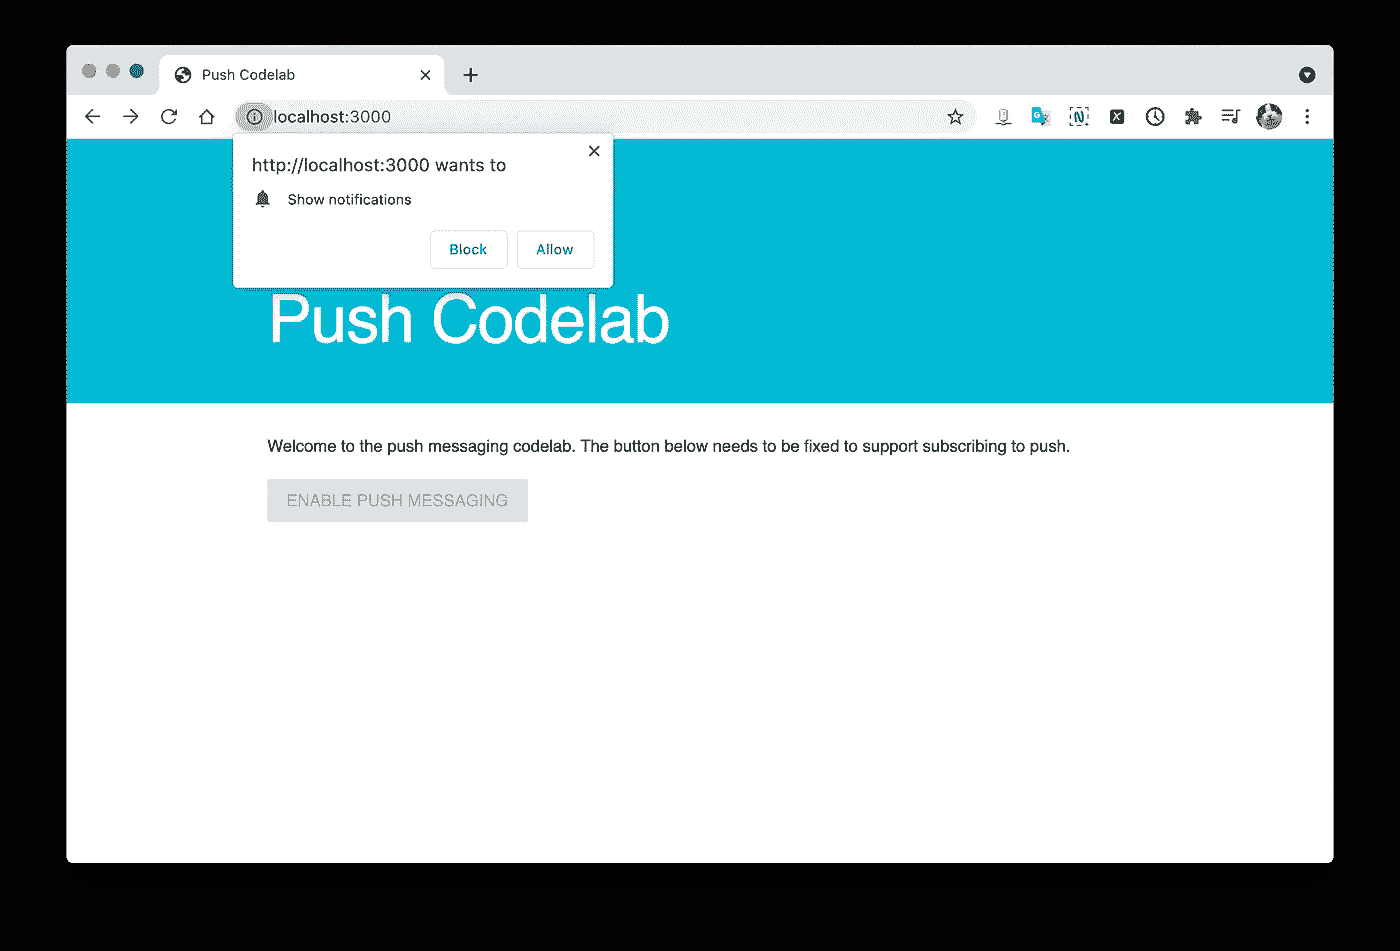 Push Codelab
localhost:3000
http://localhost:3000 wants to
Show notifications
Block Allow
Push Codelab
Welcome to the push messaging codelab. The button below needs to be fixed to support subscribing to push.
ENABLE PUSH MESSAGING